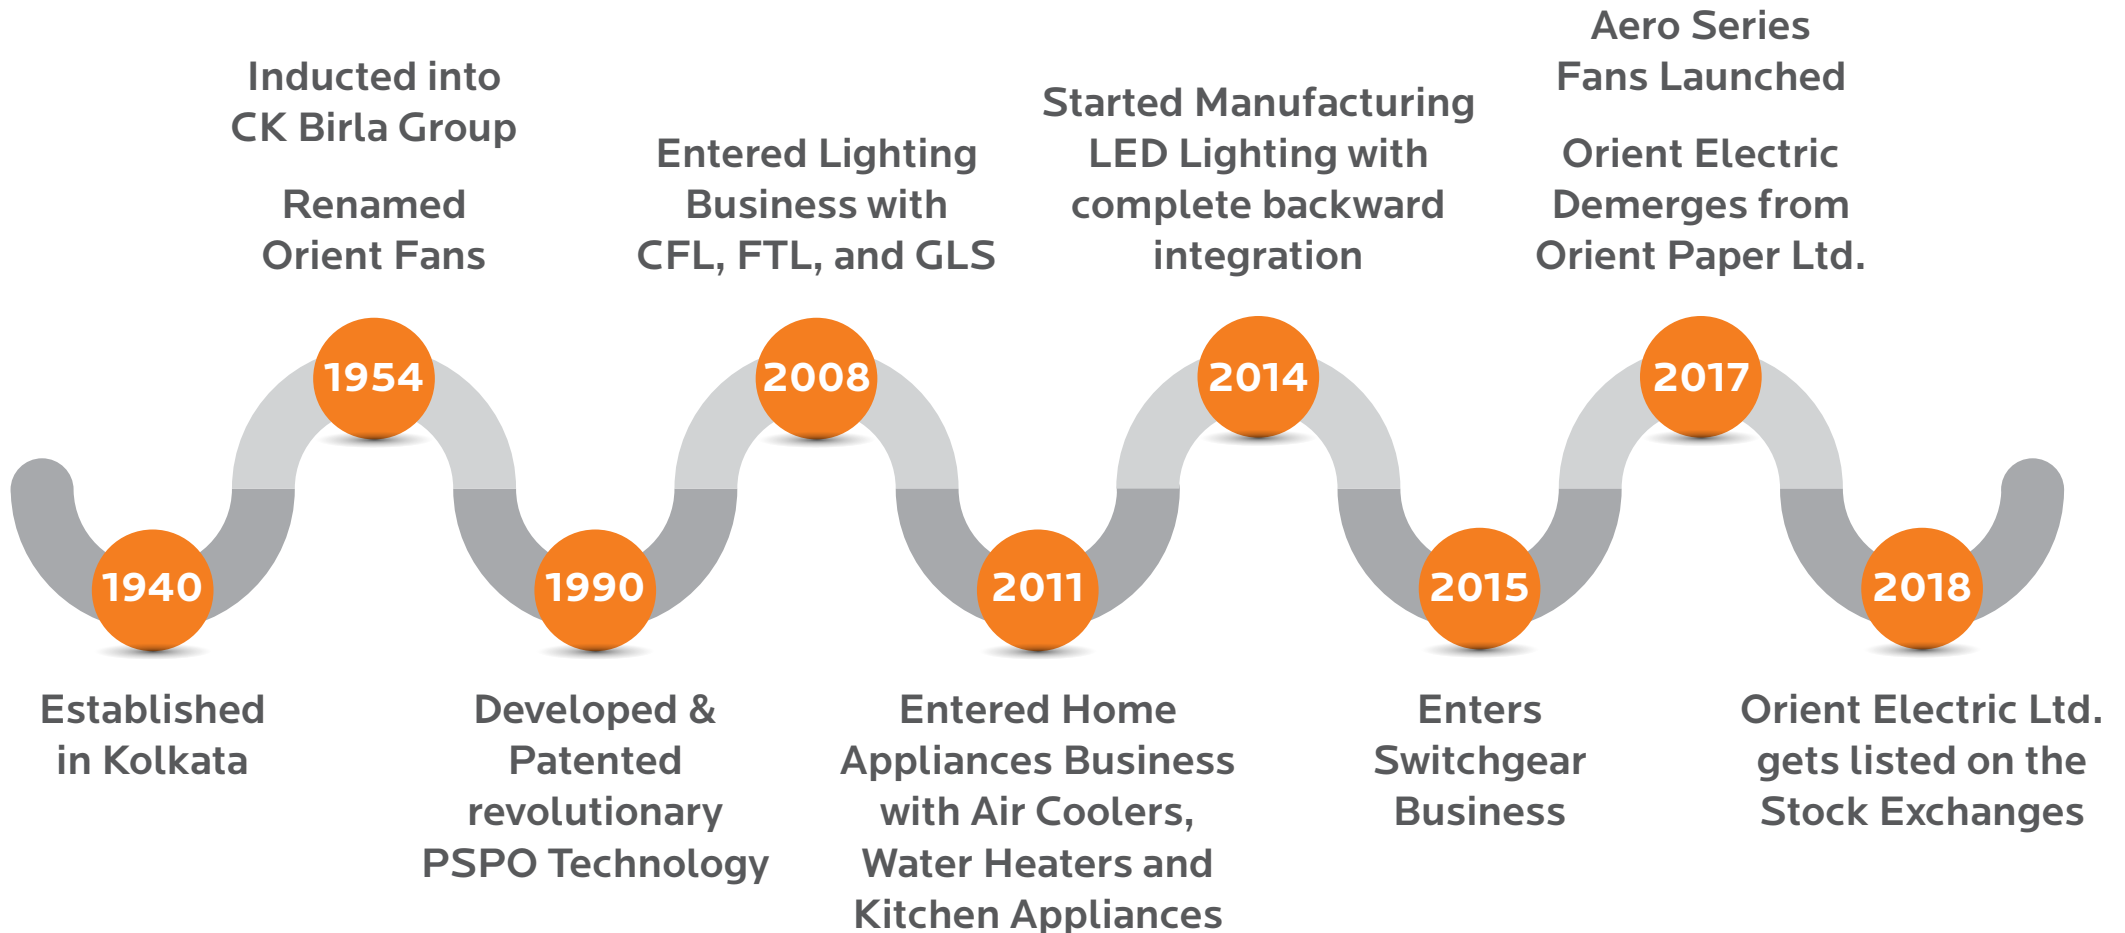 Inducted into
CK Birla Group
Renamed
Orient Fans
1954
Entered Lighting
Business with
CFL, FTL, and GLS
2008
Started Manufacturing
LED Lighting with
complete backward
integration
2014
Aero Series
Fans Launched
Orient Electric
Demerges from
Orient Paper Ltd.
2017
1940
Established
in Kolkata
1990
Developed &
Patented
revolutionary
PSPO Technology
2011
Entered Home
Appliances Business
with Air Coolers,
Water Heaters and
Kitchen Appliances
2015
Enters
Switchgear
Business
2018
Orient Electric Ltd.
gets listed on the
Stock Exchanges